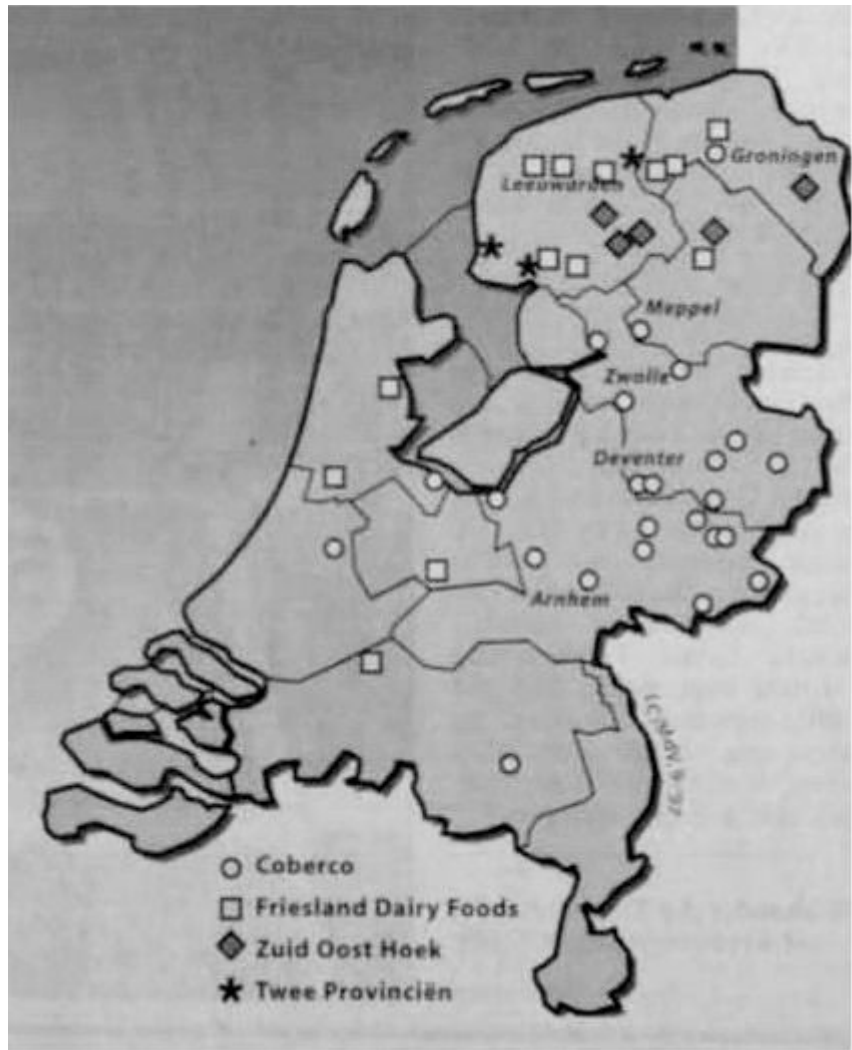 Groningen
Leeuwarden
Meppel
Zwolle
Deventer
Arnhem
Coberco
Friesland Dairy Foods
Zuid Oost Hoek
Twee Provinciën